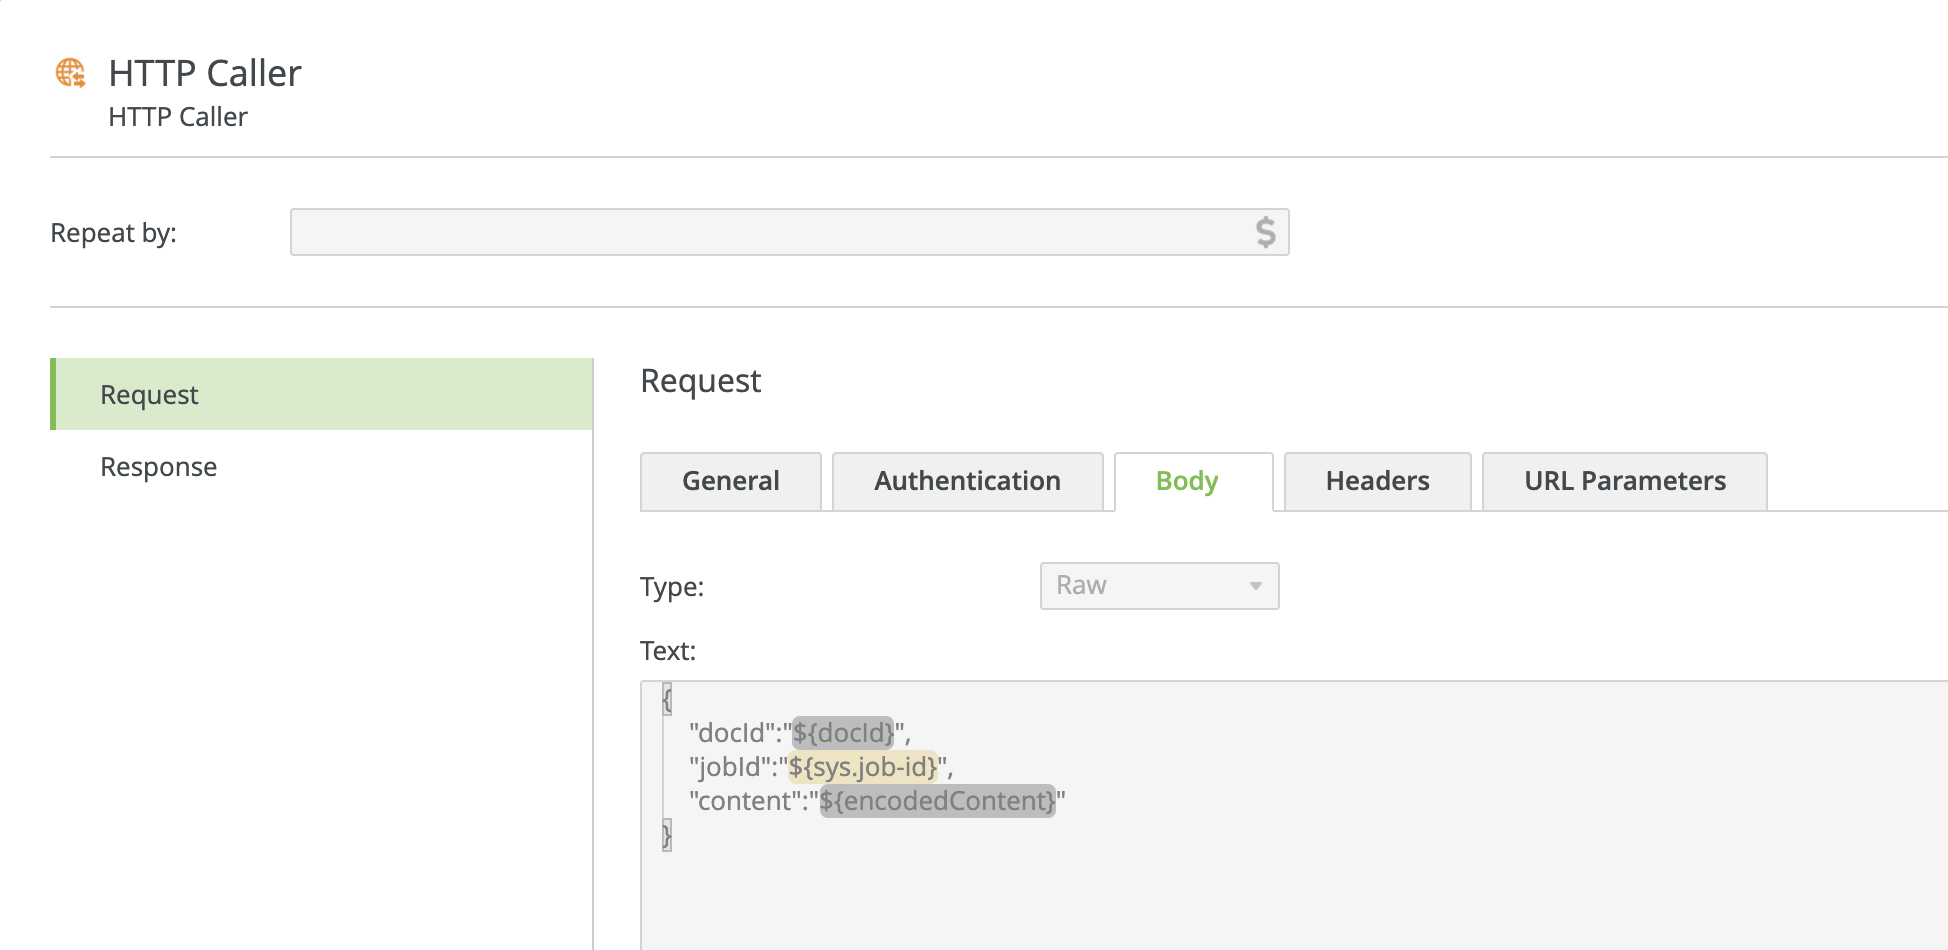 HTTP Caller
HTTP Caller
Repeat by:
$
Request
Response
Request
General
Authentication
Body
Headers
URL Parameters
Type:
Raw
Text:
{
"docId":"${docId}",
"jobId":"${sys.job-id}",
"content":"${encodedContent}"
}